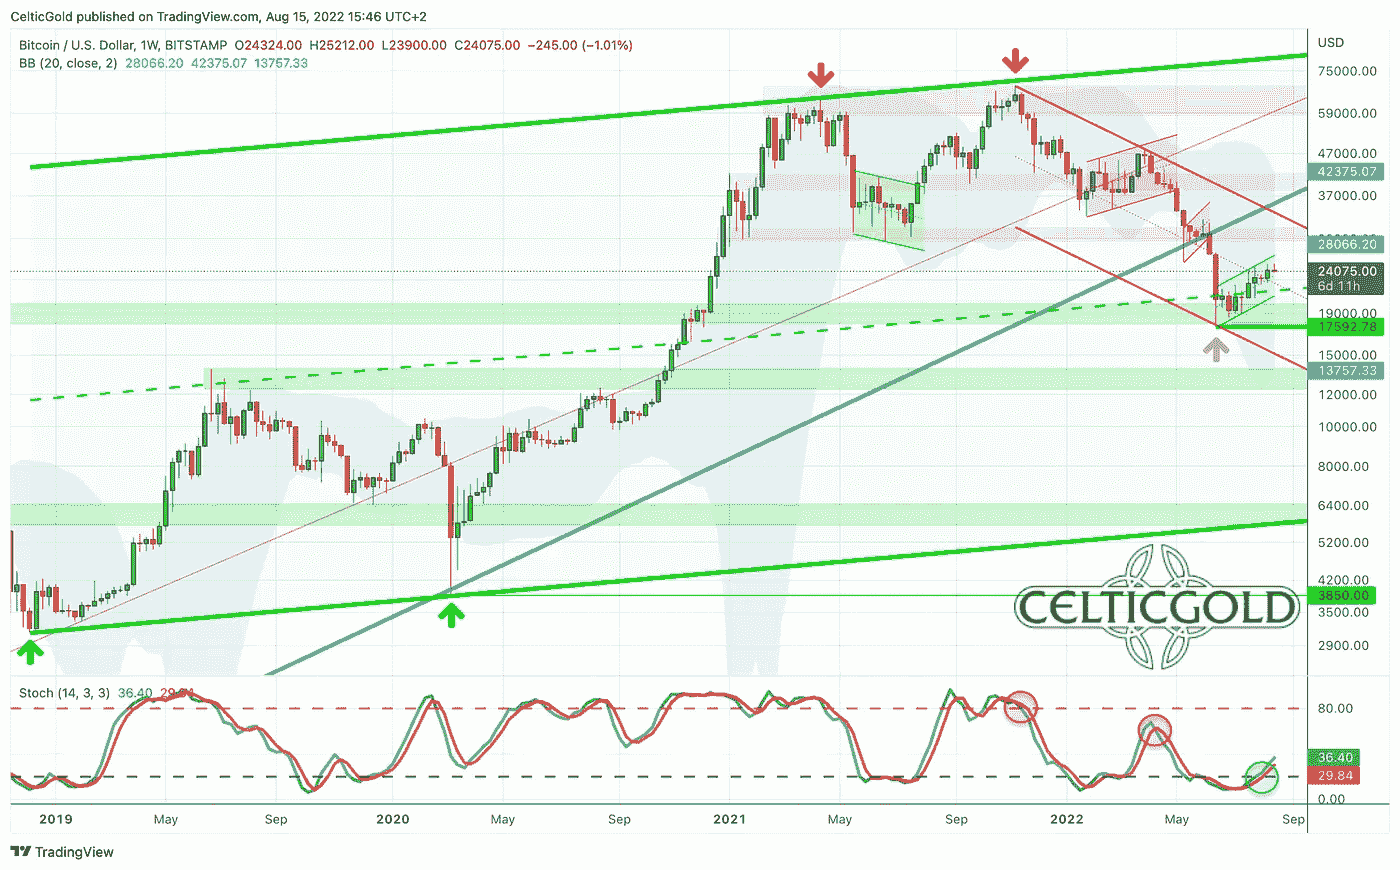 CelticGold published on TradingView.com, Aug 15, 2022 15:46 UTC+2
Bitcoin / U.S. Dollar, 1W, BITSTAMP O24324.00 H25212.00 L23900.00 C24075.00 −245.00 (−1.01%)
BB (20, close, 2) 28066.20 42375.07 13757.33
USD
75000.00
59000.00
47000.00
42375.07
37000.00
28066.20
24075.00
6d 11h
19000.00
17592.78
15000.00
13757.33
12000.00
10000.00
8000.00
6400.00
5200.00
4200.00
3850.00
3500.00
2900.00
CELTICGOLD
Stoch (14, 3, 3) 36.40 29.84
80.00
36.40
29.84
0.00
2019 May Sep 2020 May Sep 2021 May Sep 2022 May Sep
TradingView